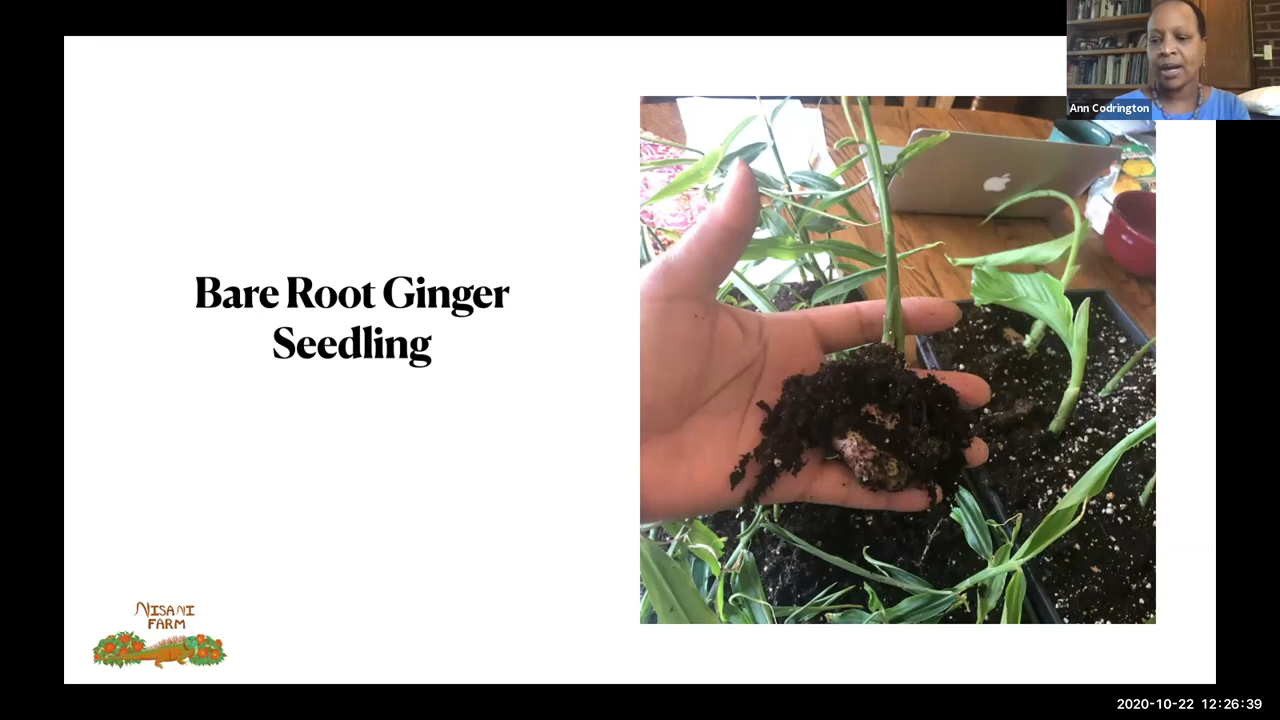 Ann Codrington
Bare Root Ginger
Seedling
NISANI
FARM
2020-10-22 12:26:39